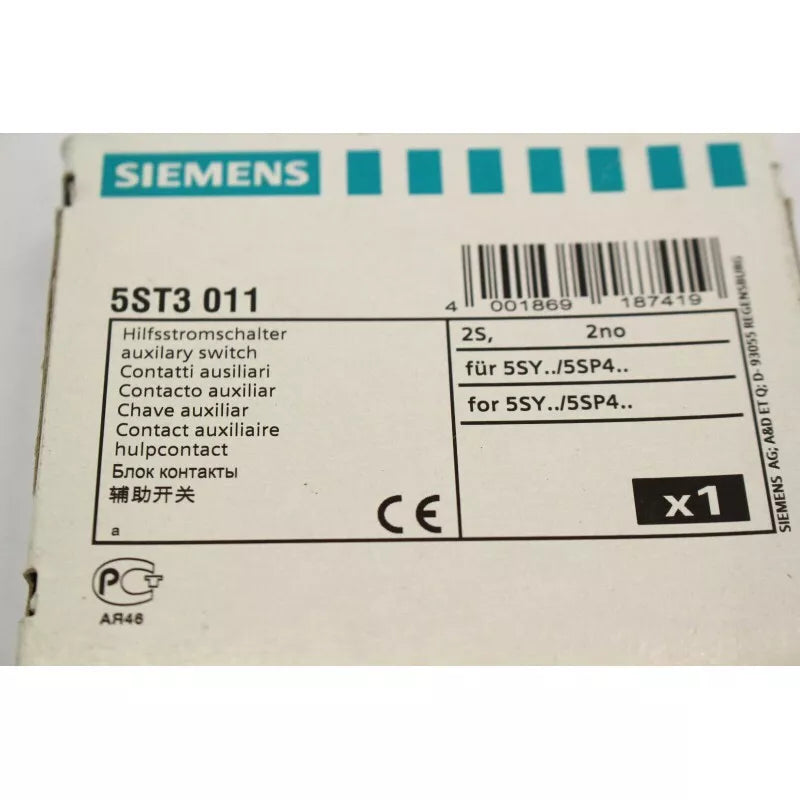 SIEMENS
5ST3 011
4 001869 187419
Hilfsstromschalter
auxilary switch
Contatti ausiliari
Contacto auxiliar
Chave auxiliar
Contact auxiliaire
hulpcontact
Блок контакты
辅助开关
a
CE
2S, 2no
für 5SY../5SP4..
for 5SY../5SP4..
x1
SIEMENS AG; A&D ET Q; D- 93055 REGENSBURG
РСТ
АЯ46